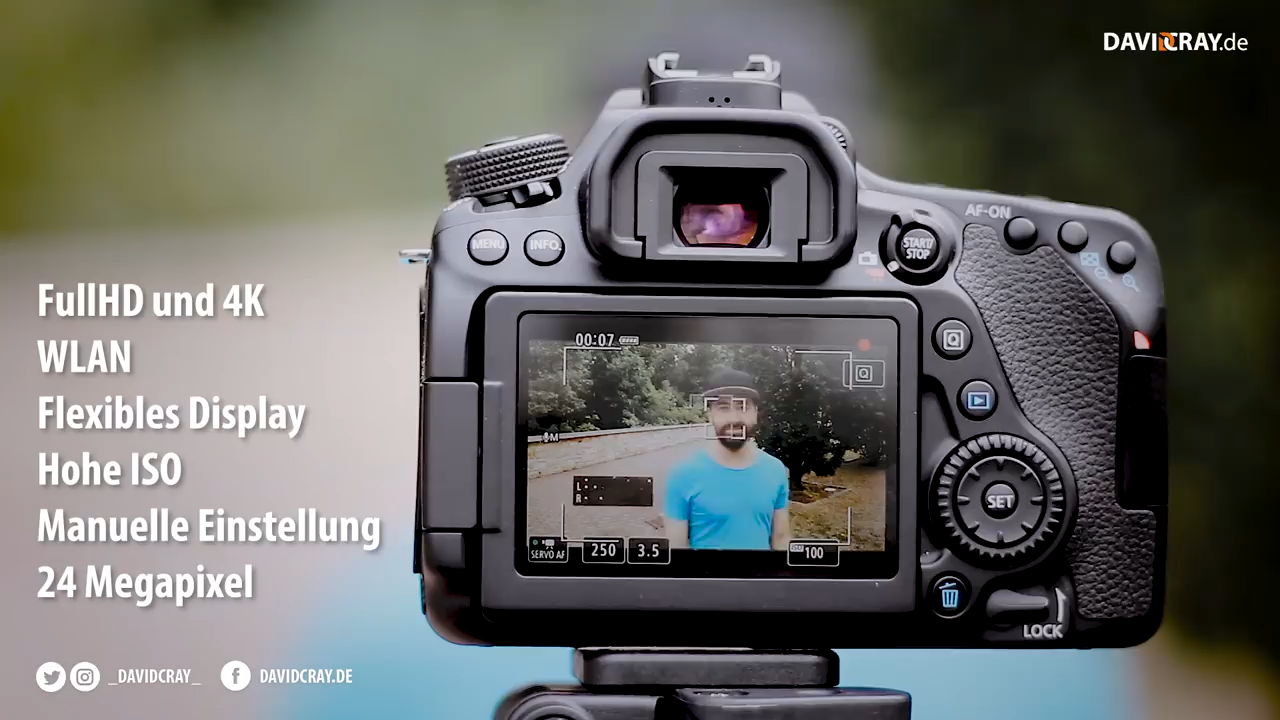 DAVIDCRAY.de
AF-ON
MENU
INFO.
START/
STOP
FullHD und 4K
WLAN
Flexibles Display
Hohe ISO
Manuelle Einstellung
24 Megapixel
00:07
Q
Q
M
L
R
SET
SERVO AF
250
3.5
100
LOCK
_DAVIDCRAY_
f
DAVIDCRAY.DE